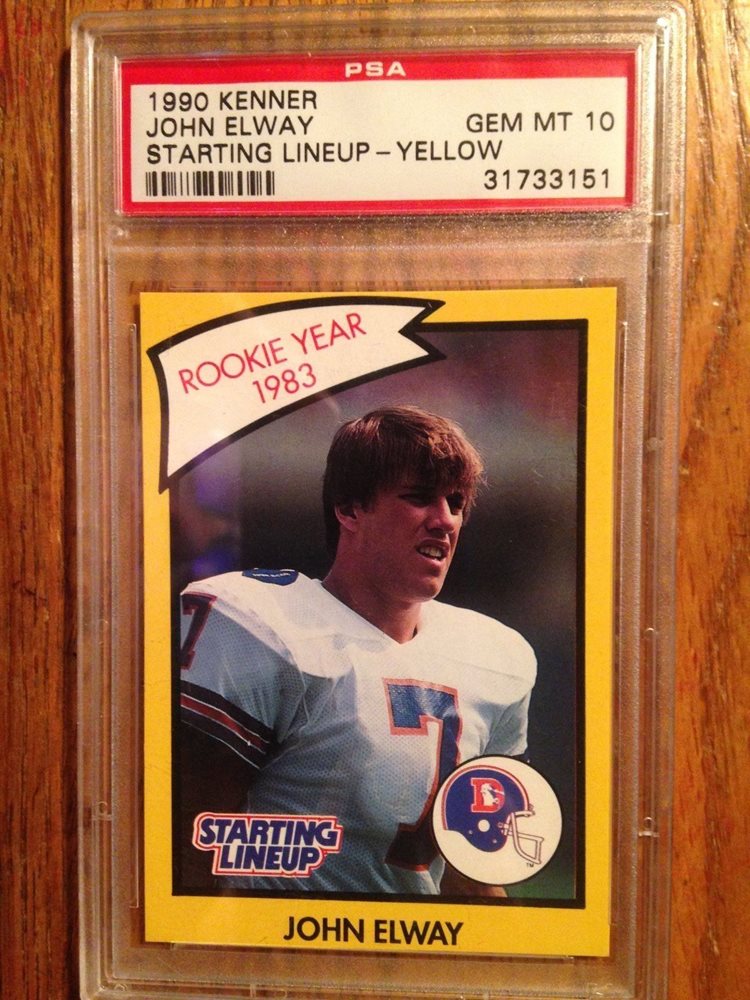 PSA
1990 KENNER
JOHN ELWAY GEM MT 10
STARTING LINEUP - YELLOW
31733151
ROOKIE YEAR
1983
7
7
STARTING
LINEUP
D
TM
JOHN ELWAY